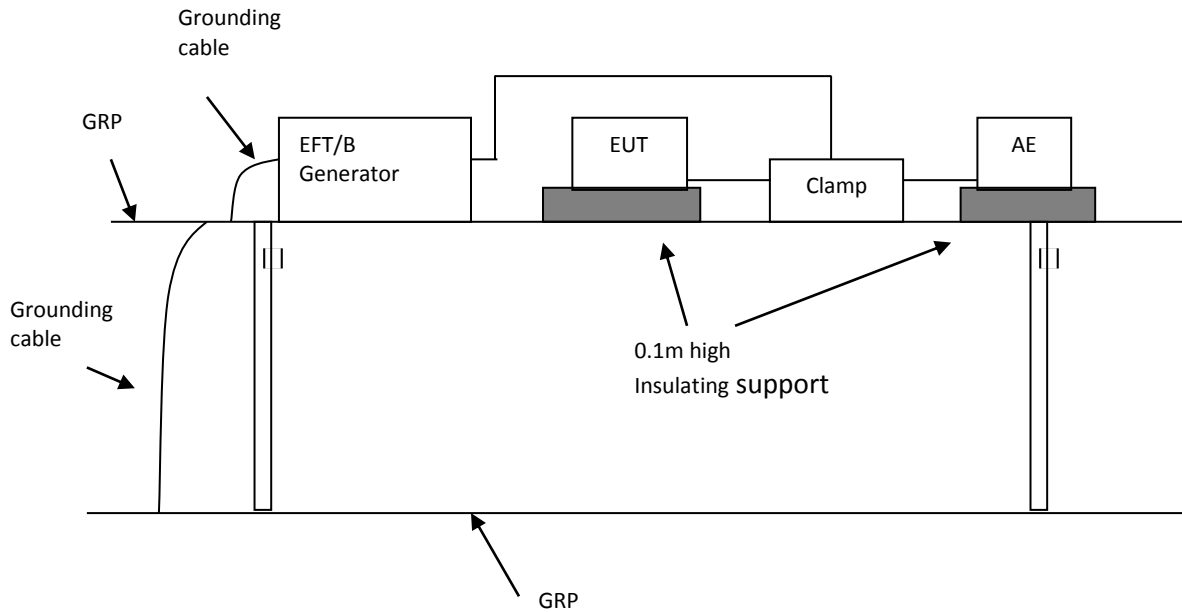 Grounding
cable
GRP
EFT/B
Generator
EUT
Clamp
AE
Grounding
cable
0.1m high
Insulating support
GRP